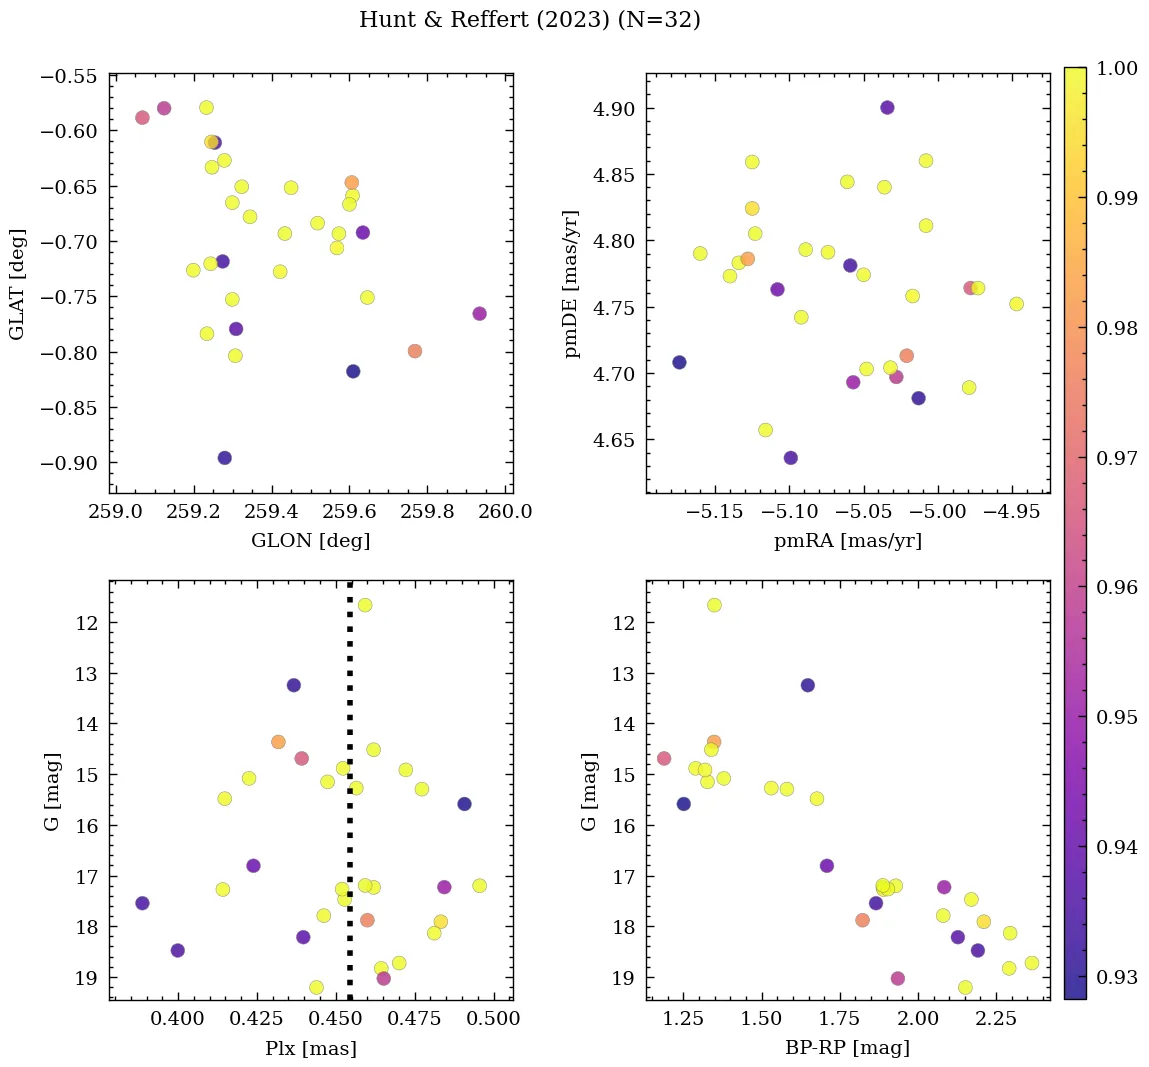 Hunt & Reffert (2023) (N=32)
−0.55
−0.60
−0.65
−0.70
−0.75
−0.80
−0.85
−0.90
GLAT [deg]
259.0 259.2 259.4 259.6 259.8 260.0
GLON [deg]
4.90
4.85
4.80
4.75
4.70
4.65
pmDE [mas/yr]
−5.15 −5.10 −5.05 −5.00 −4.95
pmRA [mas/yr]
12
13
14
15
16
17
18
19
G [mag]
0.400 0.425 0.450 0.475 0.500
Plx [mas]
12
13
14
15
16
17
18
19
G [mag]
1.25 1.50 1.75 2.00 2.25
BP-RP [mag]
1.00
0.99
0.98
0.97
0.96
0.95
0.94
0.93